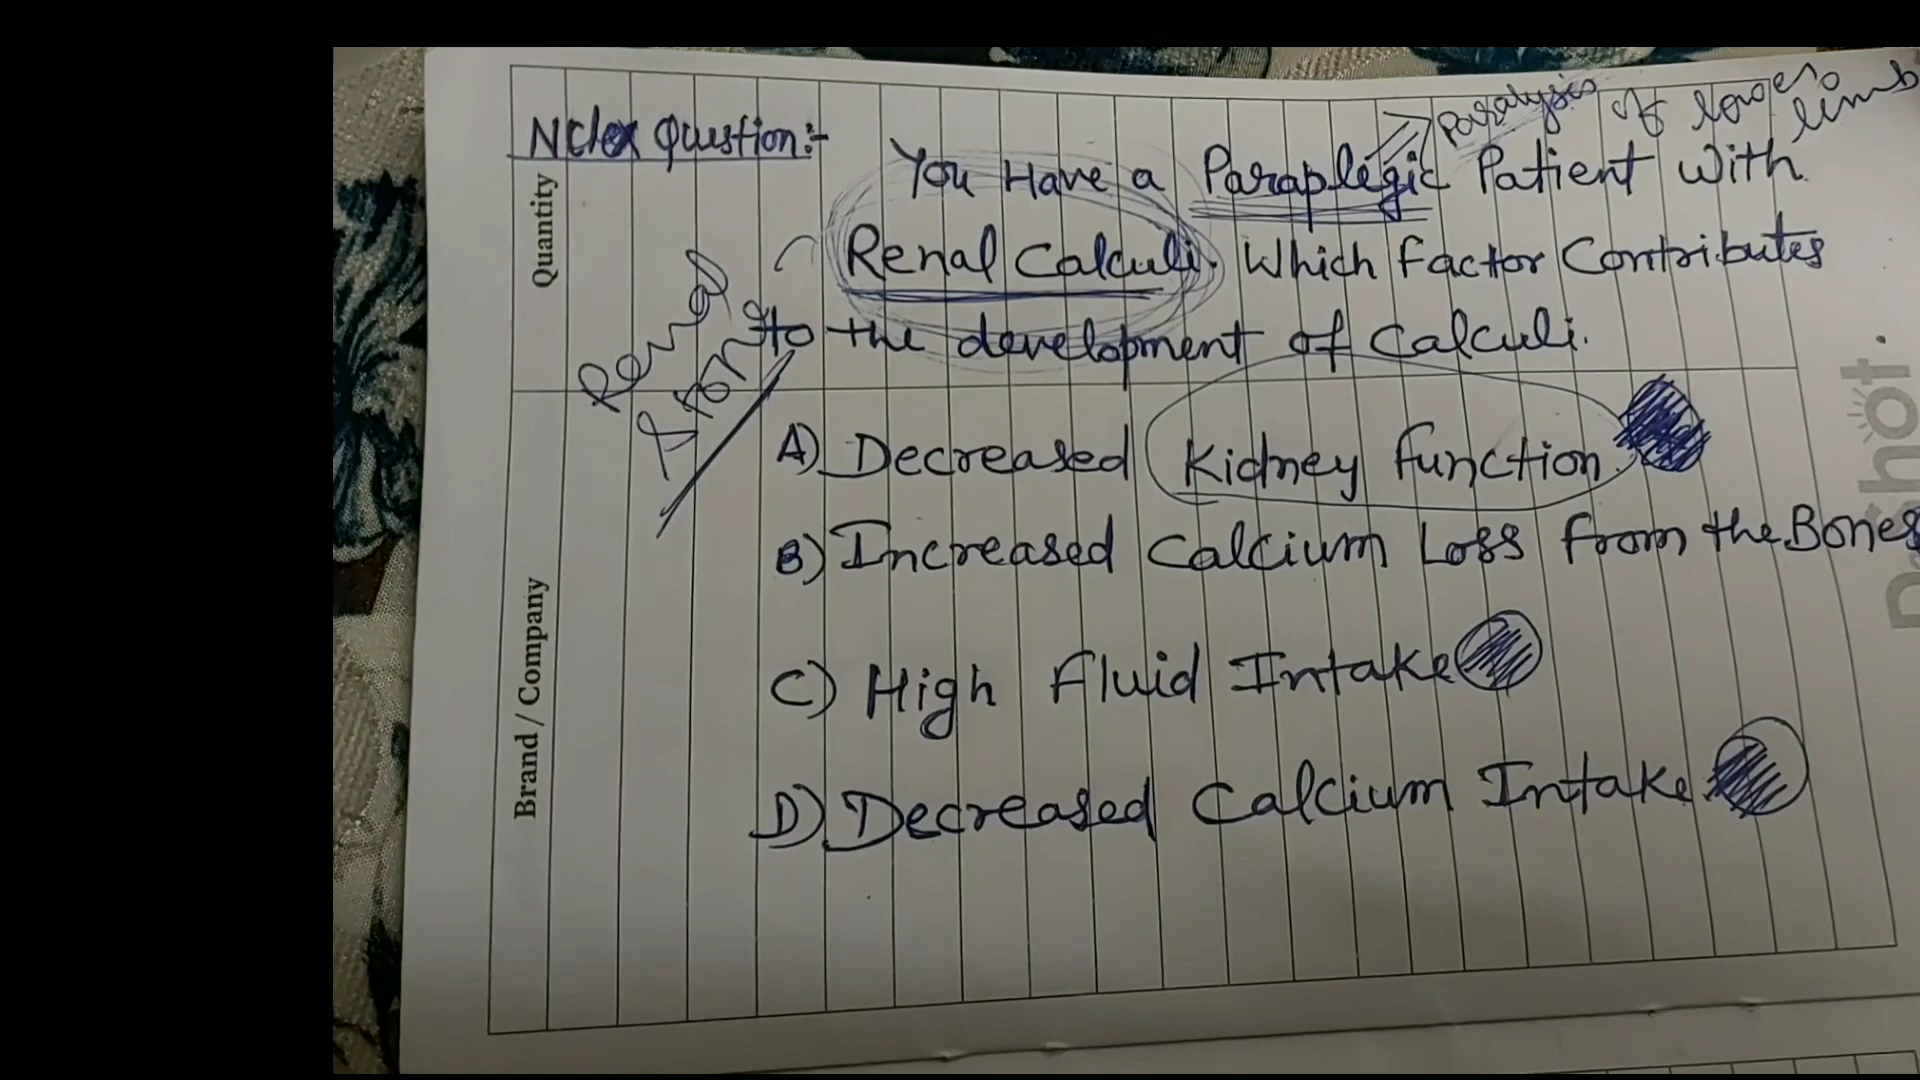 NClex Question:-
Paralysis of lower limb
You Have a Paraplegic Patient with
Renal Calculi. Which Factor Contributes
to the development of Calculi.
Renal
Stone
A) Decreased Kidney function.
B) Increased Calcium Loss from the Bones
C) High Fluid Intake
D) Decreased Calcium Intake
Quantity
Brand / Company